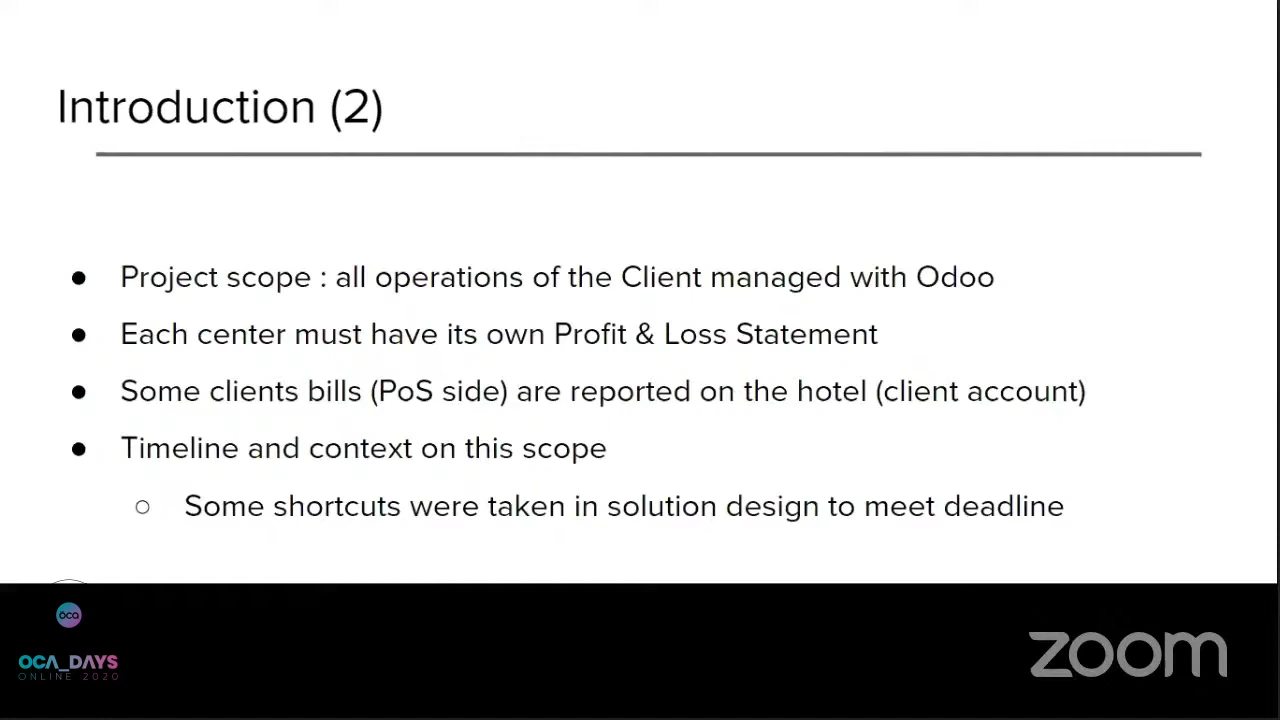 Introduction (2)
● Project scope : all operations of the Client managed with Odoo
● Each center must have its own Profit & Loss Statement
● Some clients bills (PoS side) are reported on the hotel (client account)
● Timeline and context on this scope
○ Some shortcuts were taken in solution design to meet deadline
oca
OCA_DAYS
ONLINE 2020
zoom